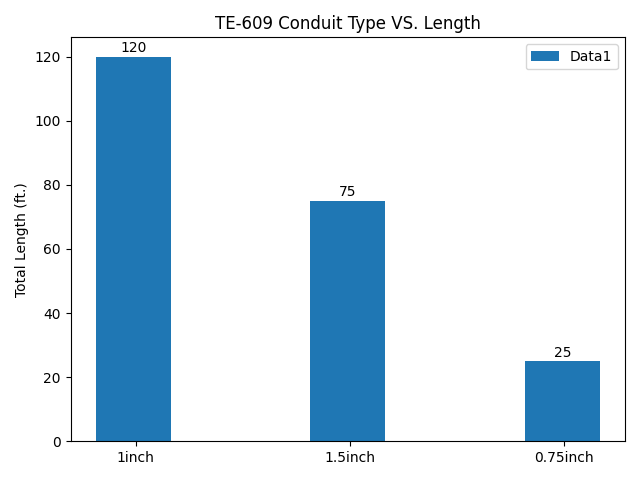 TE-609 Conduit Type VS. Length
Data1
Total Length (ft.)
120
100
80
60
40
20
0
120
75
25
1inch
1.5inch
0.75inch